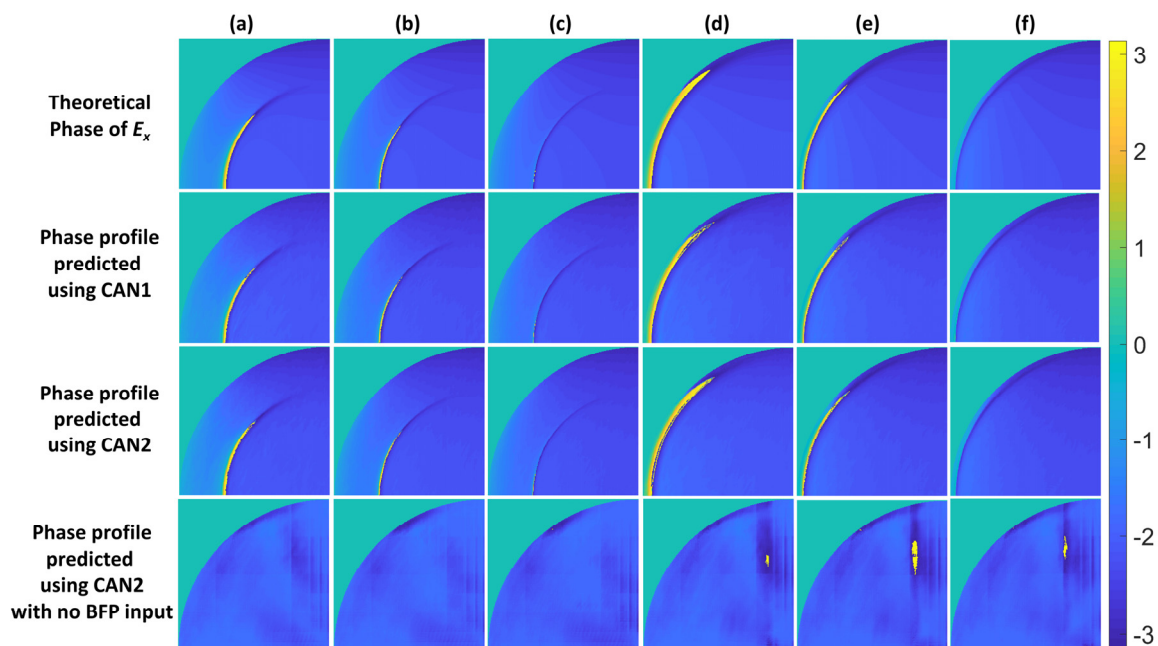 (a) (b) (c) (d) (e) (f)
Theoretical
Phase of Eₓ
Phase profile
predicted
using CAN1
Phase profile
predicted
using CAN2
Phase profile
predicted
using CAN2
with no BFP input
3
2
1
0
-1
-2
-3